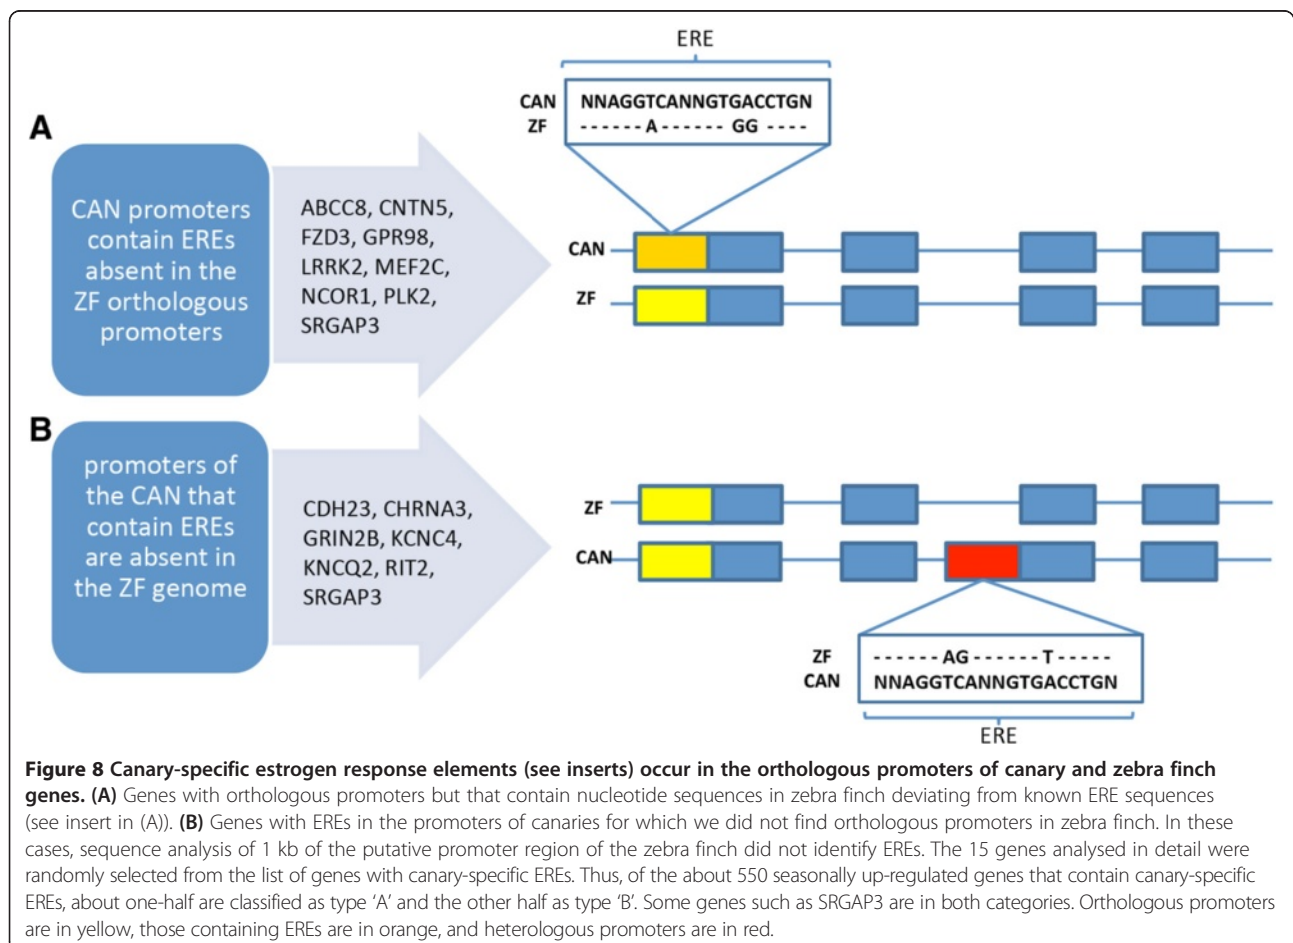 ERE
CAN NNAGGTCANNGTGACCTGN
ZF ------A------GG ----
A
CAN promoters
contain EREs
absent in the
ZF orthologous
promoters
ABCC8, CNTN5,
FZD3, GPR98,
LRRK2, MEF2C,
NCOR1, PLK2,
SRGAP3
CAN
ZF
B
promoters of
the CAN that
contain EREs
are absent in
the ZF genome
CDH23, CHRNA3,
GRIN2B, KCNC4,
KNCQ2, RIT2,
SRGAP3
ZF
CAN
ZF ------AG------T-----
CAN NNAGGTCANNGTGACCTGN
ERE
Figure 8 Canary-specific estrogen response elements (see inserts) occur in the orthologous promoters of canary and zebra finch
genes. (A) Genes with orthologous promoters but that contain nucleotide sequences in zebra finch deviating from known ERE sequences
(see insert in (A)). (B) Genes with EREs in the promoters of canaries for which we did not find orthologous promoters in zebra finch. In these
cases, sequence analysis of 1 kb of the putative promoter region of the zebra finch did not identify EREs. The 15 genes analysed in detail were
randomly selected from the list of genes with canary-specific EREs. Thus, of the about 550 seasonally up-regulated genes that contain canary-specific
EREs, about one-half are classified as type ‘A’ and the other half as type ‘B’. Some genes such as SRGAP3 are in both categories. Orthologous promoters
are in yellow, those containing EREs are in orange, and heterologous promoters are in red.